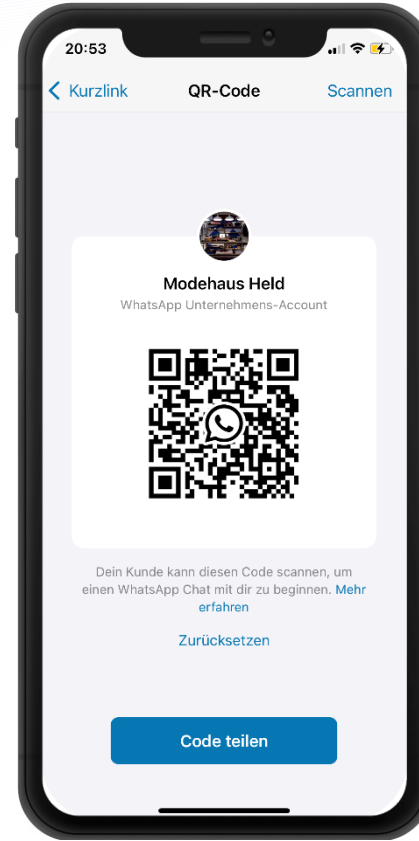 20:53
Kurzlink QR-Code Scannen
Modehaus Held
WhatsApp Unternehmens-Account
Dein Kunde kann diesen Code scannen, um
einen WhatsApp Chat mit dir zu beginnen. Mehr
erfahren
Zurücksetzen
Code teilen